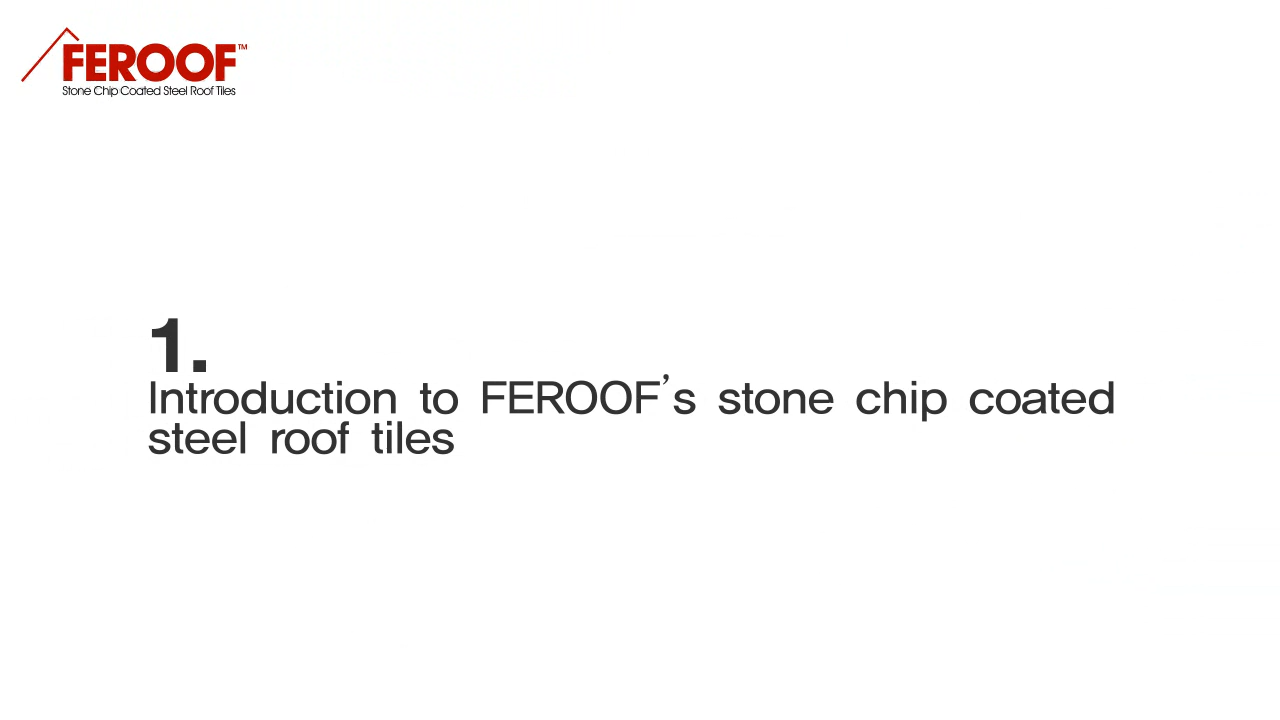 FEROOF™
Stone Chip Coated Steel Roof Tiles
1.
Introduction to FEROOF’s stone chip coated
steel roof tiles